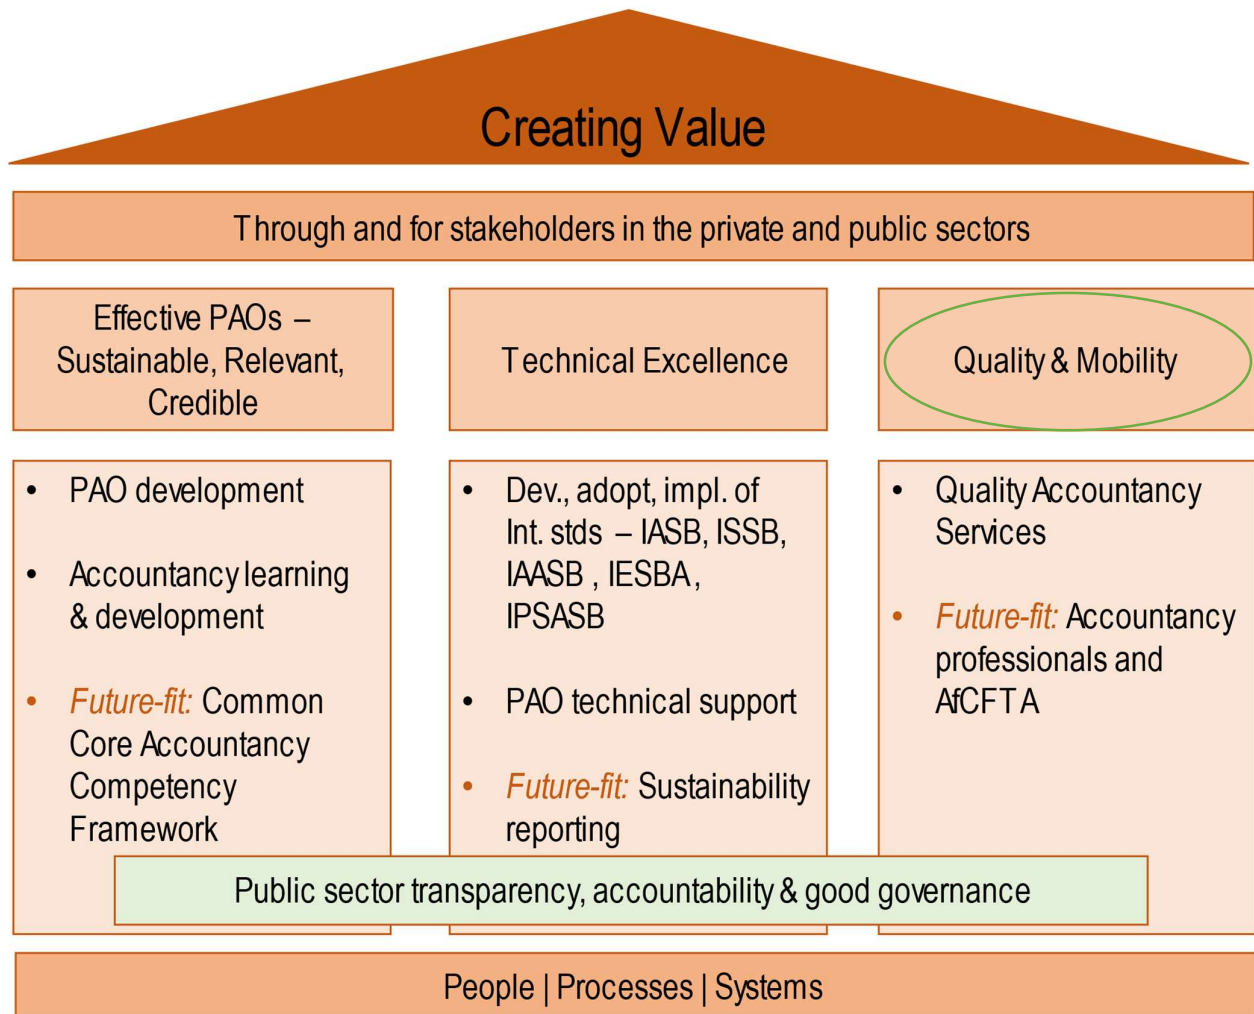 Creating Value
Through and for stakeholders in the private and public sectors
Effective PAOs –
Sustainable, Relevant,
Credible
Technical Excellence
Quality & Mobility
• PAO development
• Accountancy learning
& development
• Future-fit: Common
Core Accountancy
Competency
Framework
• Dev., adopt, impl. of
Int. stds – IASB, ISSB,
IAASB , IESBA ,
IPSASB
• PAO technical support
• Future-fit: Sustainability
reporting
• Quality Accountancy
Services
• Future-fit: Accountancy
professionals and
AfCFTA
Public sector transparency, accountability & good governance
People | Processes | Systems